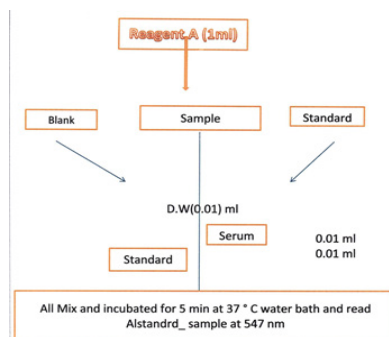 Reagent A (1ml)
Blank
Sample
Standard
D.W(0.01) ml
Serum
0.01 ml
Standard
0.01 ml
All Mix and incubated for 5 min at 37 ° C water bath and read
Alstandrd_ sample at 547 nm